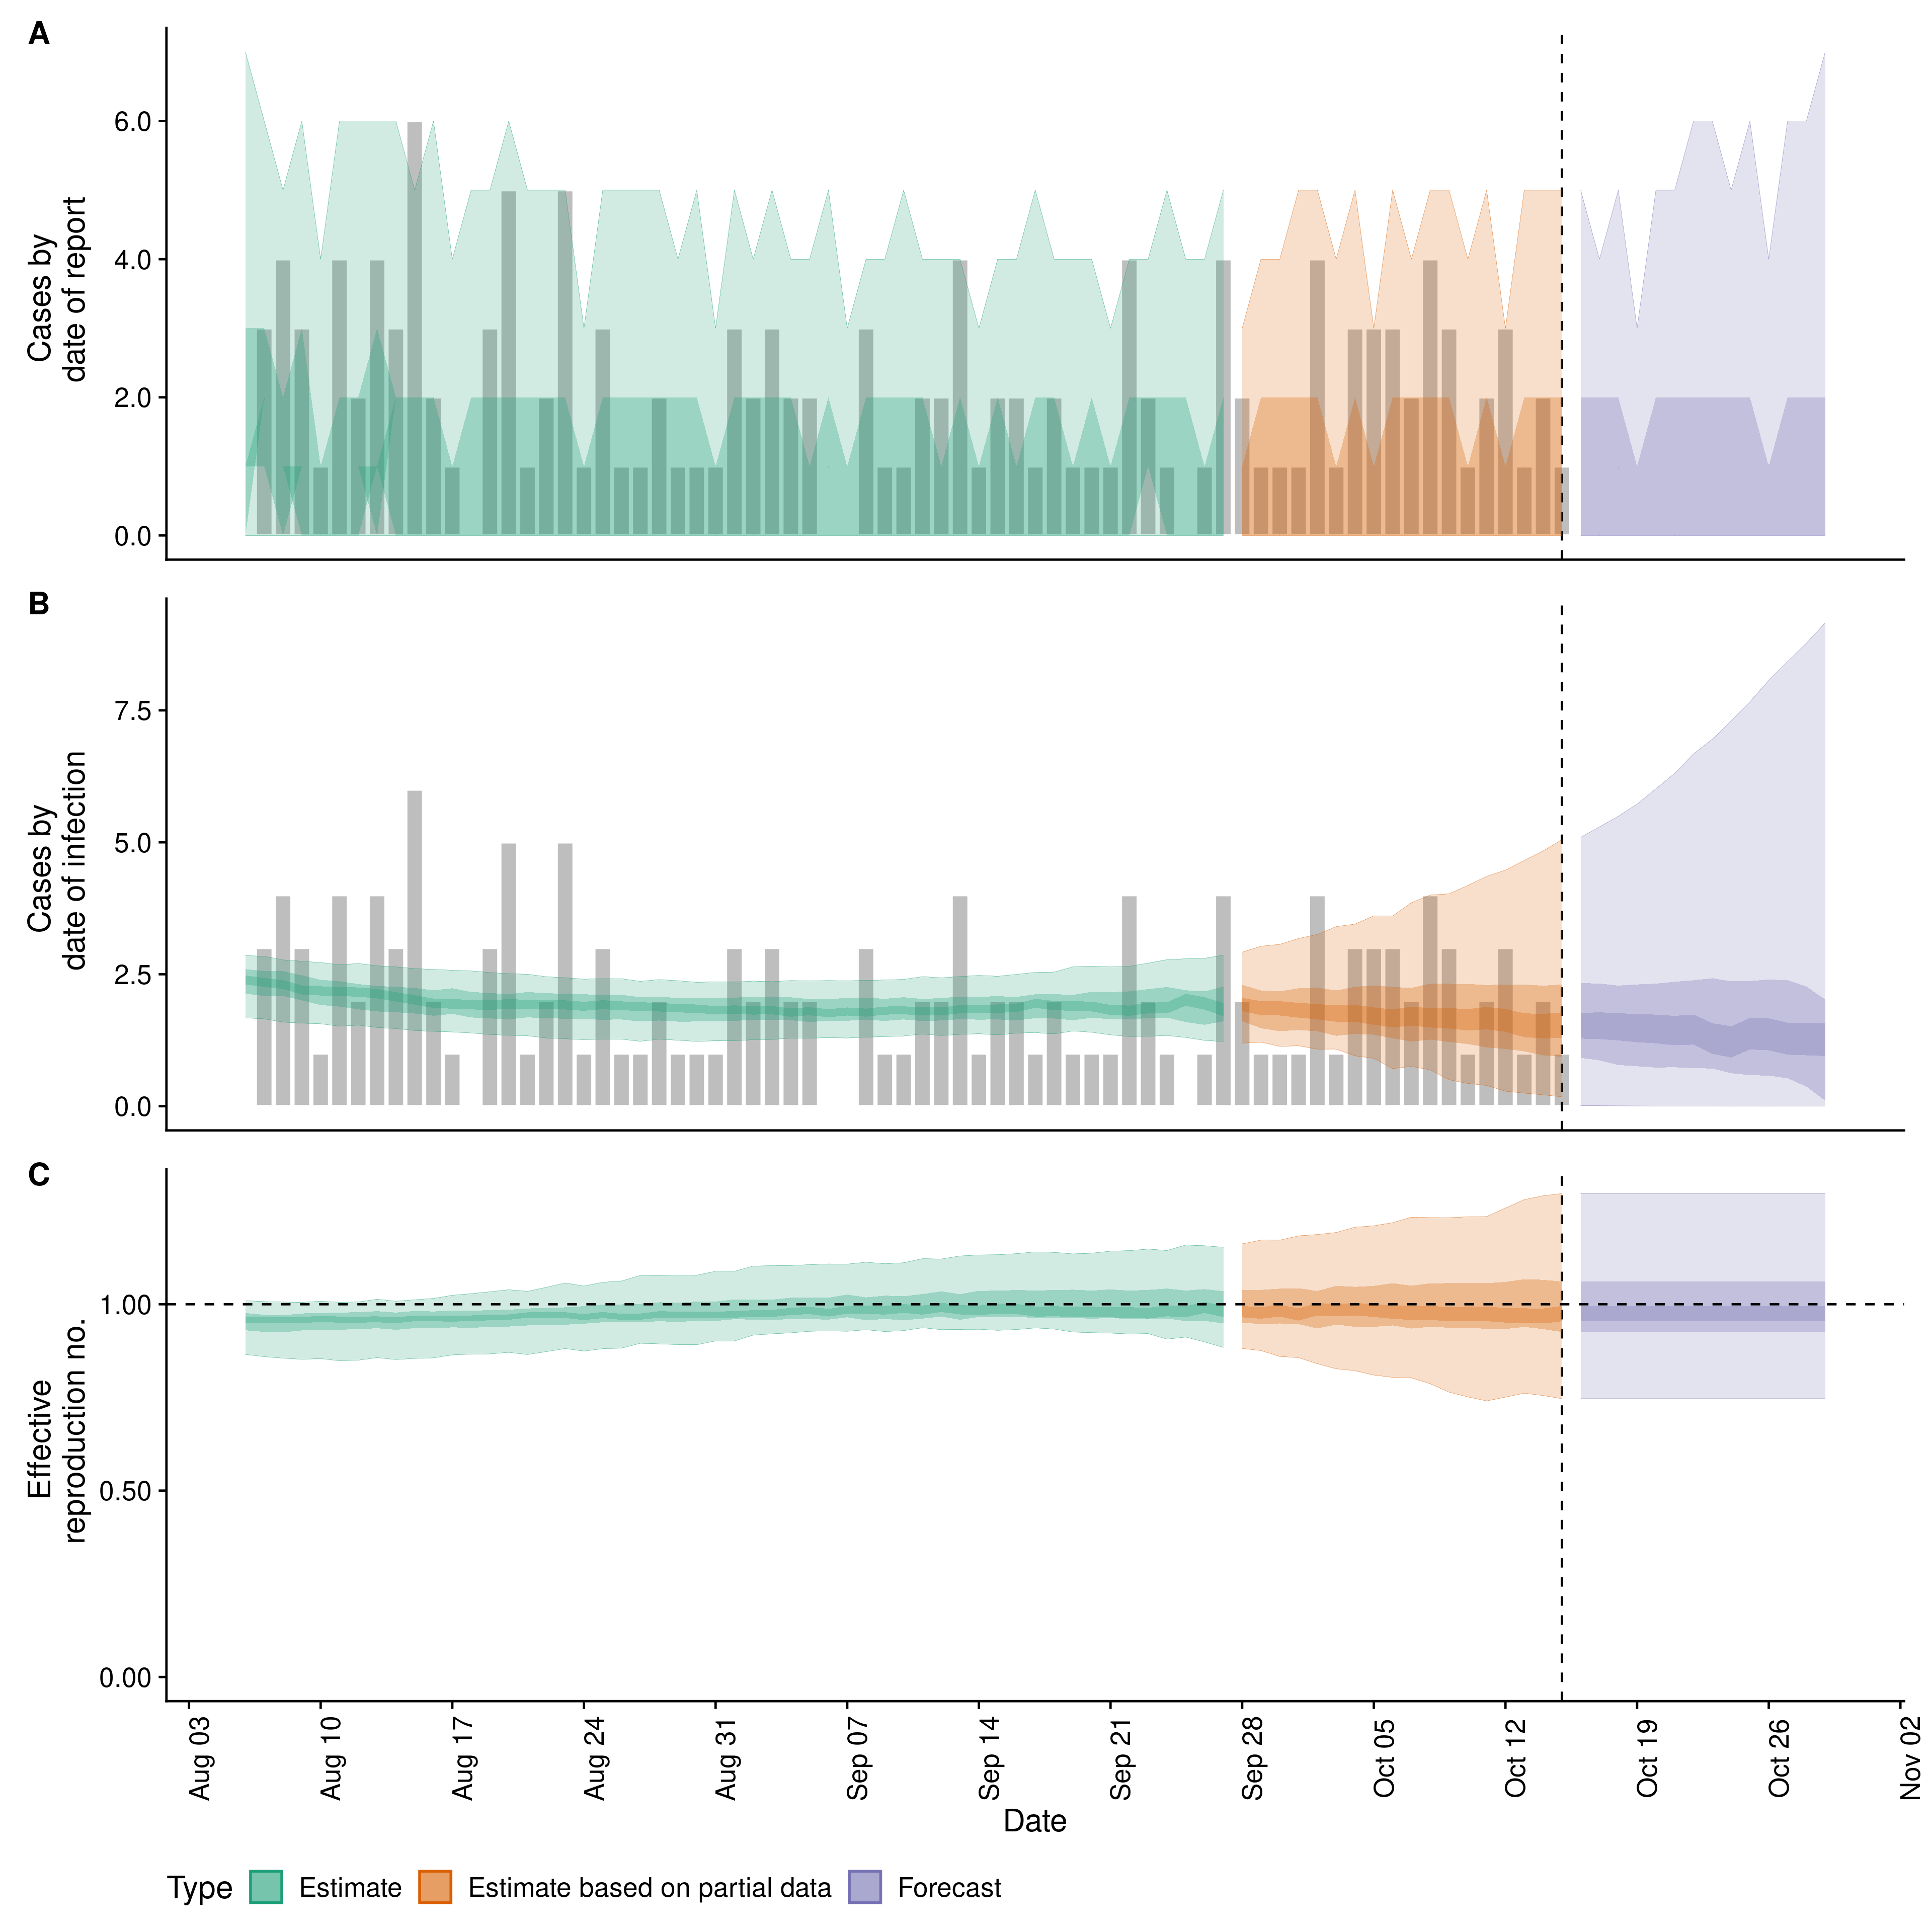 A
Cases by
date of report
6.0
4.0
2.0
0.0
B
Cases by
date of infection
7.5
5.0
2.5
0.0
C
Effective
reproduction no.
1.00
0.50
0.00
Aug 03
Aug 10
Aug 17
Aug 24
Aug 31
Sep 07
Sep 14
Sep 21
Sep 28
Oct 05
Oct 12
Oct 19
Oct 26
Nov 02
Date
Type Estimate Estimate based on partial data Forecast